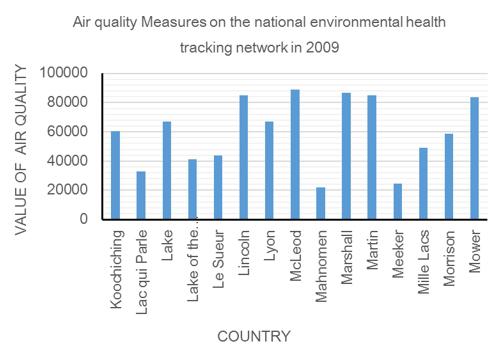 Air quality Measures on the national environmental health
tracking network in 2009
VALUE OF AIR QUALITY
100000
80000
60000
40000
20000
0
Koochiching
Lac qui Parle
Lake
Lake of the…
Le Sueur
Lincoln
Lyon
McLeod
Mahnomen
Marshall
Martin
Meeker
Mille Lacs
Morrison
Mower
COUNTRY